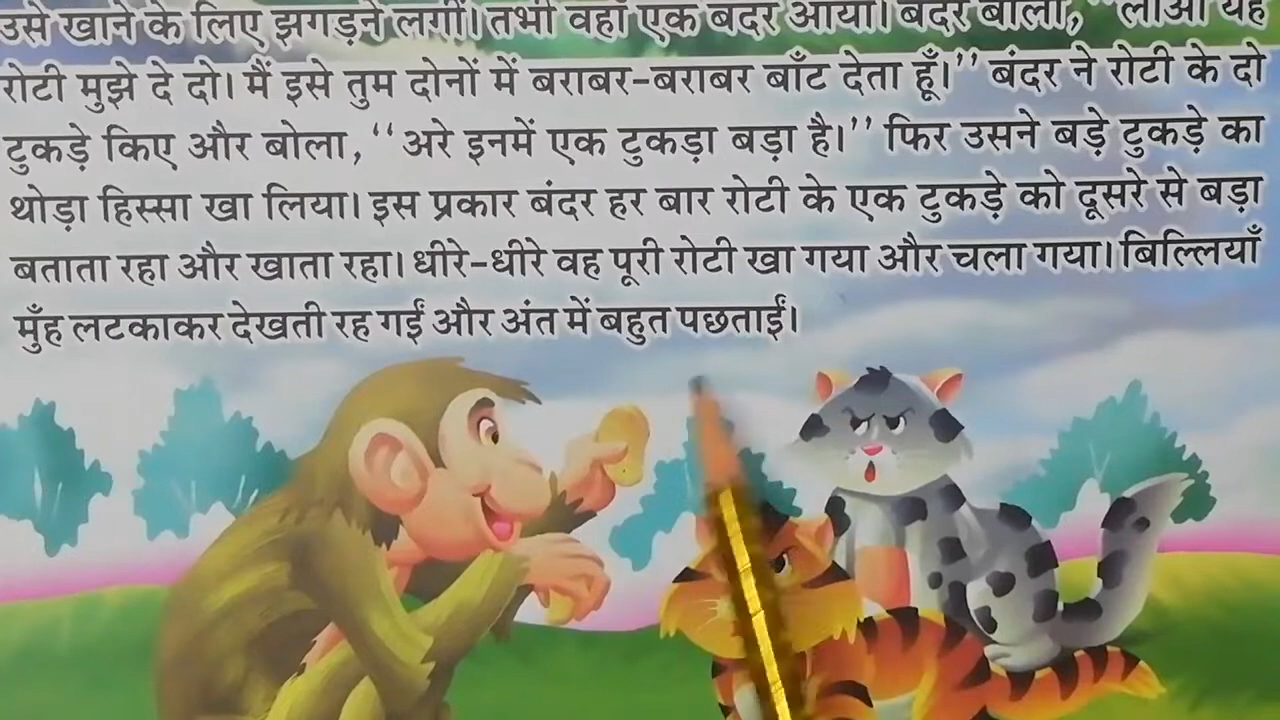 उसे खाने के लिए झगड़ने लगीं। तभी वहाँ एक बंदर आया। बंदर बोला, “लाओ यह
रोटी मुझे दे दो। मैं इसे तुम दोनों में बराबर-बराबर बाँट देता हूँ।” बंदर ने रोटी के दो
टुकड़े किए और बोला, “अरे इनमें एक टुकड़ा बड़ा है।” फिर उसने बड़े टुकड़े का
थोड़ा हिस्सा खा लिया। इस प्रकार बंदर हर बार रोटी के एक टुकड़े को दूसरे से बड़ा
बताता रहा और खाता रहा। धीरे-धीरे वह पूरी रोटी खा गया और चला गया। बिल्लियाँ
मुँह लटकाकर देखती रह गईं और अंत में बहुत पछताईं।